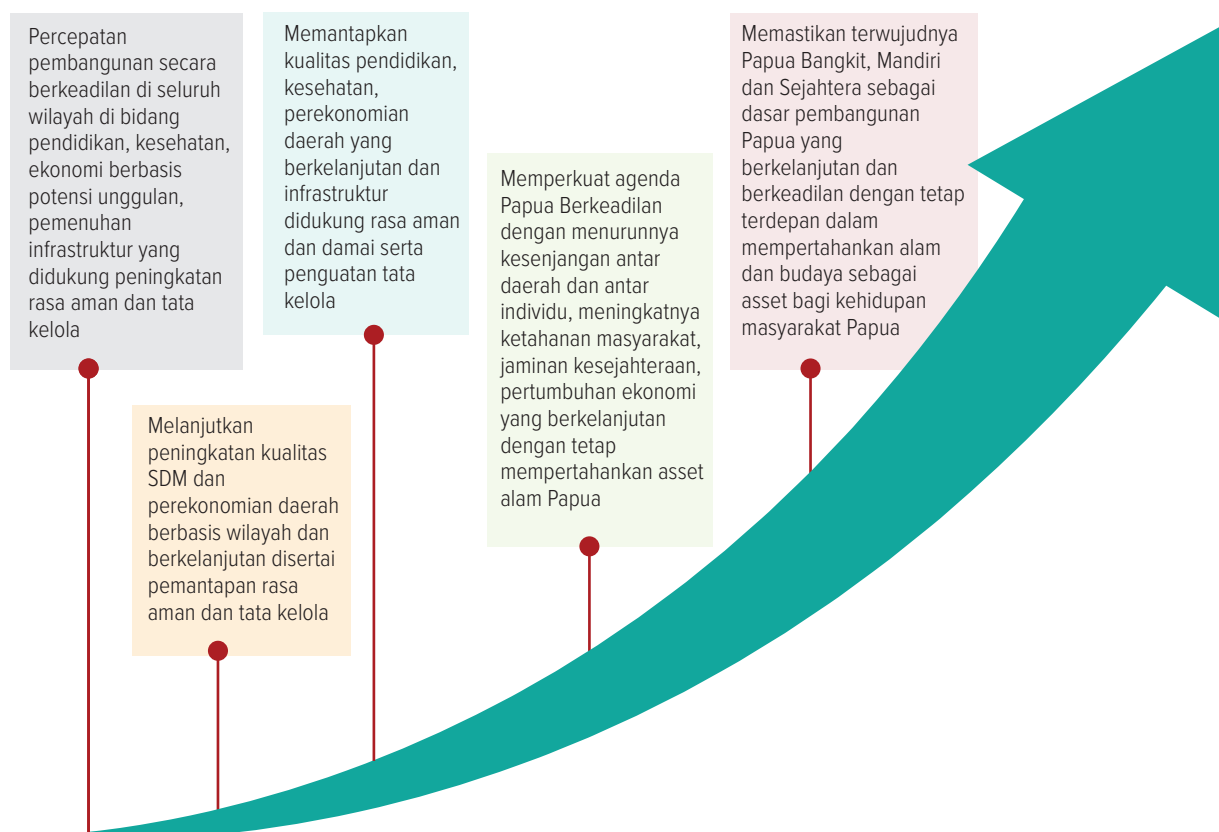 Percepatan
pembangunan secara
berkeadilan di seluruh
wilayah di bidang
pendidikan, kesehatan,
ekonomi berbasis
potensi unggulan,
pemenuhan
infrastruktur yang
didukung peningkatan
rasa aman dan tata
kelola
Melanjutkan
peningkatan kualitas
SDM dan
perekonomian daerah
berbasis wilayah dan
berkelanjutan disertai
pemantapan rasa
aman dan tata kelola
Memantapkan
kualitas pendidikan,
kesehatan,
perekonomian
daerah yang
berkelanjutan dan
infrastruktur
didukung rasa aman
dan damai serta
penguatan tata
kelola
Memperkuat agenda
Papua Berkeadilan
dengan menurunnya
kesenjangan antar
daerah dan antar
individu, meningkatnya
ketahanan masyarakat,
jaminan kesejahteraan,
pertumbuhan ekonomi
yang berkelanjutan
dengan tetap
mempertahankan asset
alam Papua
Memastikan terwujudnya
Papua Bangkit, Mandiri
dan Sejahtera sebagai
dasar pembangunan
Papua yang
berkelanjutan dan
berkeadilan dengan tetap
terdepan dalam
mempertahankan alam
dan budaya sebagai
asset bagi kehidupan
masyarakat Papua